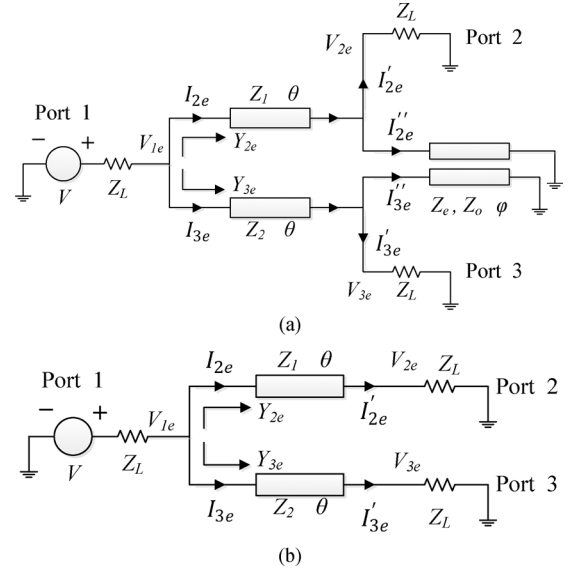 Z_L
Port 2
V_2e
I'_2e
Z_1 θ
I_2e
Port 1
I''_2e
− +
V_1e
Y_2e
Y_3e
I''_3e
V
Z_L
Z_e, Z_o φ
I_3e
Z_2 θ
I'_3e
V_3e
Z_L
Port 3
(a)
Z_1 θ
V_2e
Z_L
I_2e
Port 1
Port 2
− +
V_1e
Y_2e
I'_2e
Y_3e
V_3e
V
Z_L
Port 3
I_3e
Z_2 θ
I'_3e
Z_L
(b)